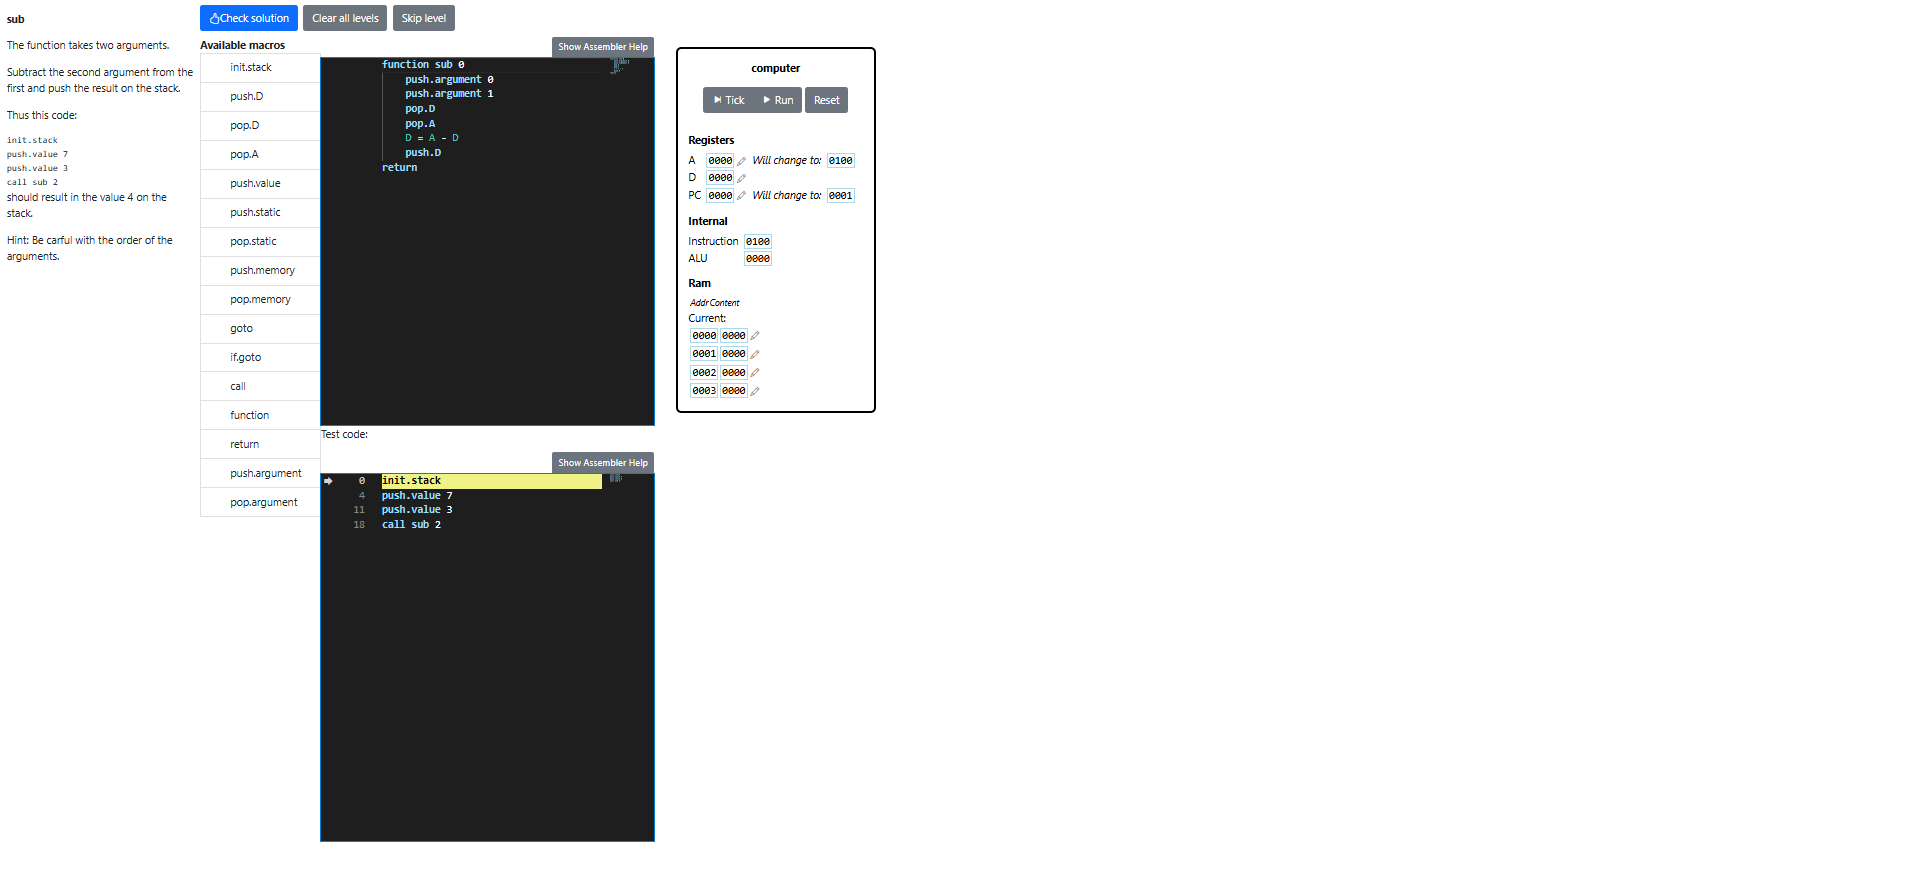 sub
The function takes two arguments.
Subtract the second argument from the
first and push the result on the stack.
Thus this code:
init.stack
push.value 7
push.value 3
call sub 2
should result in the value 4 on the
stack.
Hint: Be carful with the order of the
arguments.
Check solution
Clear all levels
Skip level
Available macros
init.stack
push.D
pop.D
pop.A
push.value
push.static
pop.static
push.memory
pop.memory
goto
if.goto
call
function
return
push.argument
pop.argument
Show Assembler Help
function sub 0
push.argument 0
push.argument 1
pop.D
pop.A
D = A - D
push.D
return
Test code:
Show Assembler Help
0 init.stack
4 push.value 7
11 push.value 3
18 call sub 2
computer
Tick Run Reset
Registers
A 0000 Will change to: 0100
D 0000
PC 0000 Will change to: 0001
Internal
Instruction 0100
ALU 0000
Ram
Addr Content
Current:
0000 0000
0001 0000
0002 0000
0003 0000